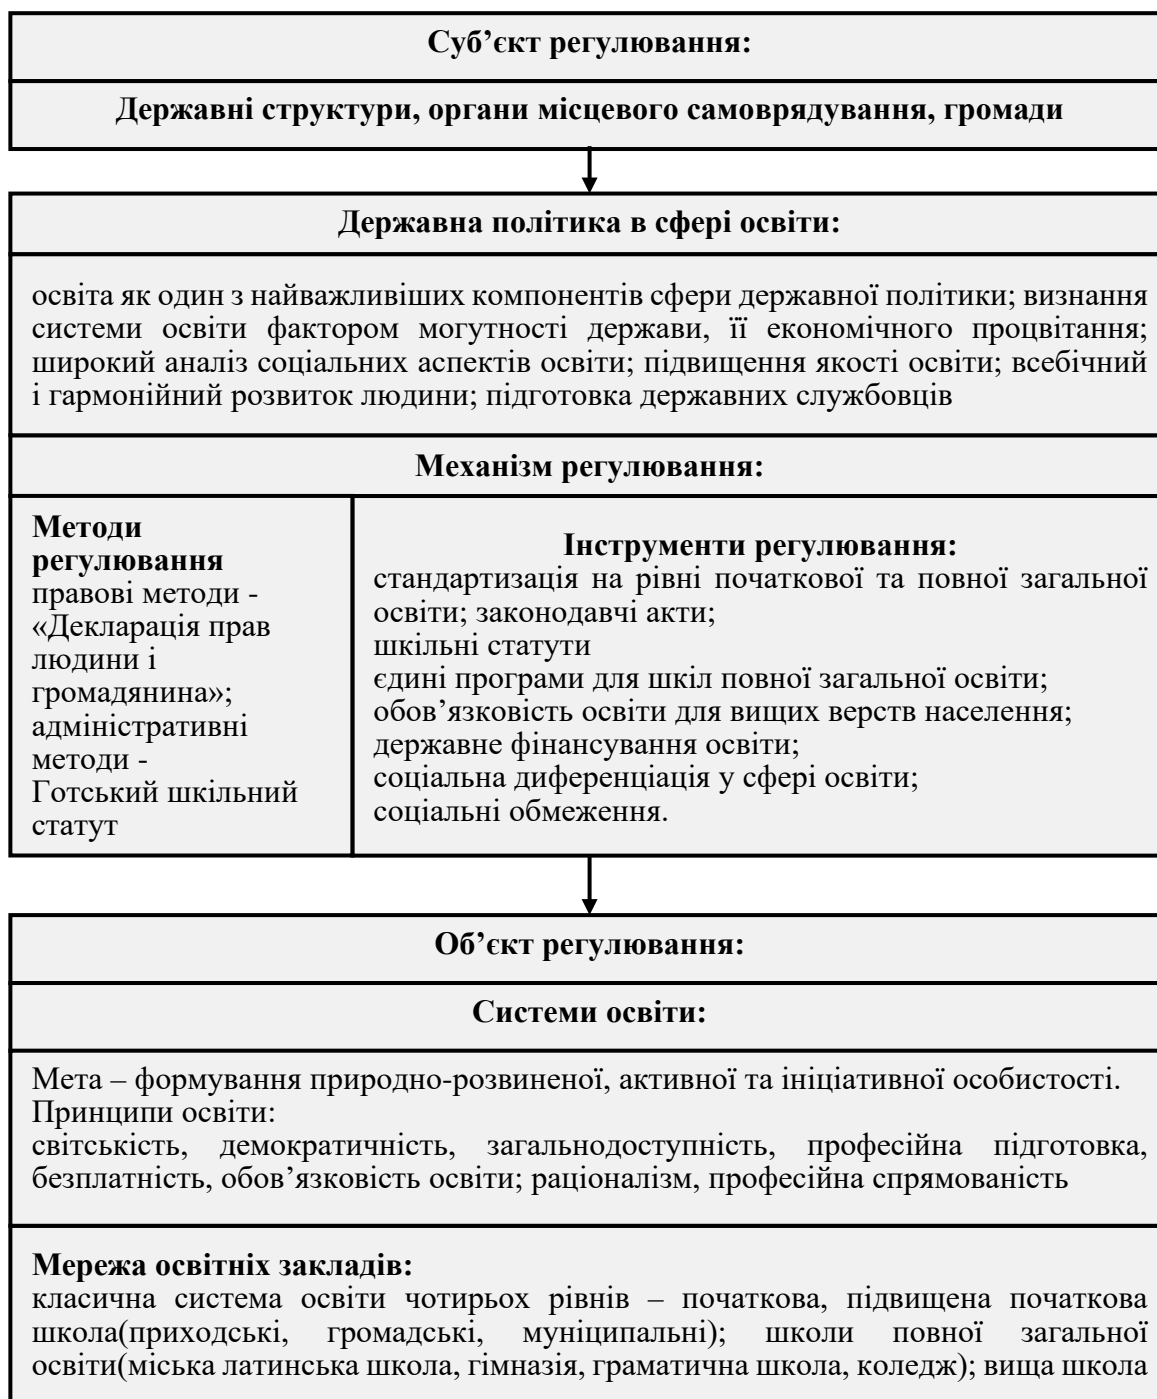 Суб’єкт регулювання:
Державні структури, органи місцевого самоврядування, громади
Державна політика в сфері освіти:
освіта як один з найважливіших компонентів сфери державної політики; визнання
системи освіти фактором могутності держави, її економічного процвітання;
широкий аналіз соціальних аспектів освіти; підвищення якості освіти; всебічний
і гармонійний розвиток людини; підготовка державних службовців
Механізм регулювання:
Методи
регулювання
правові методи -
«Декларація прав
людини і
громадянина»;
адміністративні
методи -
Готський шкільний
статут
Інструменти регулювання:
стандартизація на рівні початкової та повної загальної
освіти; законодавчі акти;
шкільні статути
єдині програми для шкіл повної загальної освіти;
обов’язковість освіти для вищих верств населення;
державне фінансування освіти;
соціальна диференціація у сфері освіти;
соціальні обмеження.
Об’єкт регулювання:
Системи освіти:
Мета – формування природно-розвиненої, активної та ініціативної особистості.
Принципи освіти:
світськість, демократичність, загальнодоступність, професійна підготовка,
безплатність, обов’язковість освіти; раціоналізм, професійна спрямованість
Мережа освітніх закладів:
класична система освіти чотирьох рівнів – початкова, підвищена початкова
школа(приходські, громадські, муніципальні); школи повної загальної
освіти(міська латинська школа, гімназія, граматична школа, коледж); вища школа